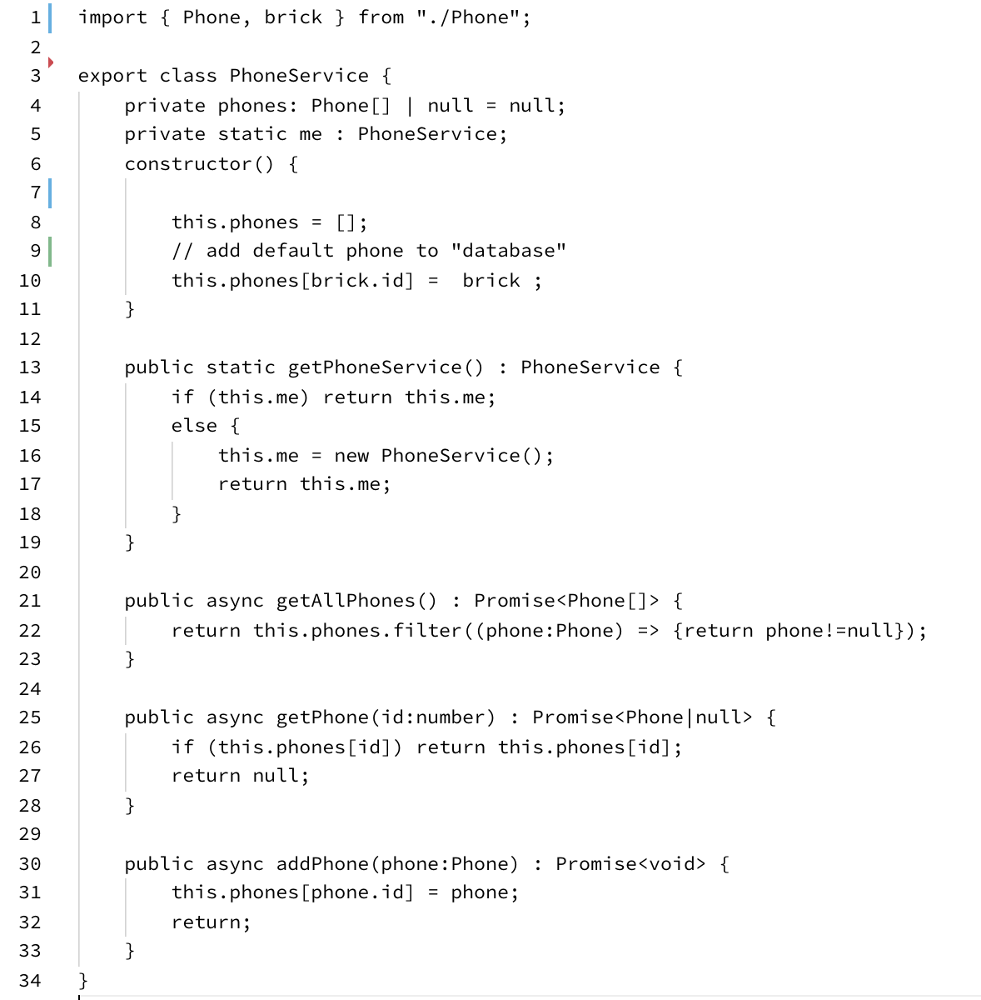 1 import { Phone, brick } from "./Phone";
2
3 export class PhoneService {
4     private phones: Phone[] | null = null;
5     private static me : PhoneService;
6     constructor() {
7
8         this.phones = [];
9         // add default phone to "database"
10         this.phones[brick.id] =  brick ;
11     }
12
13     public static getPhoneService() : PhoneService {
14         if (this.me) return this.me;
15         else {
16             this.me = new PhoneService();
17             return this.me;
18         }
19     }
20
21     public async getAllPhones() : Promise<Phone[]> {
22         return this.phones.filter((phone:Phone) => {return phone!=null});
23     }
24
25     public async getPhone(id:number) : Promise<Phone|null> {
26         if (this.phones[id]) return this.phones[id];
27         return null;
28     }
29
30     public async addPhone(phone:Phone) : Promise<void> {
31         this.phones[phone.id] = phone;
32         return;
33     }
34 }